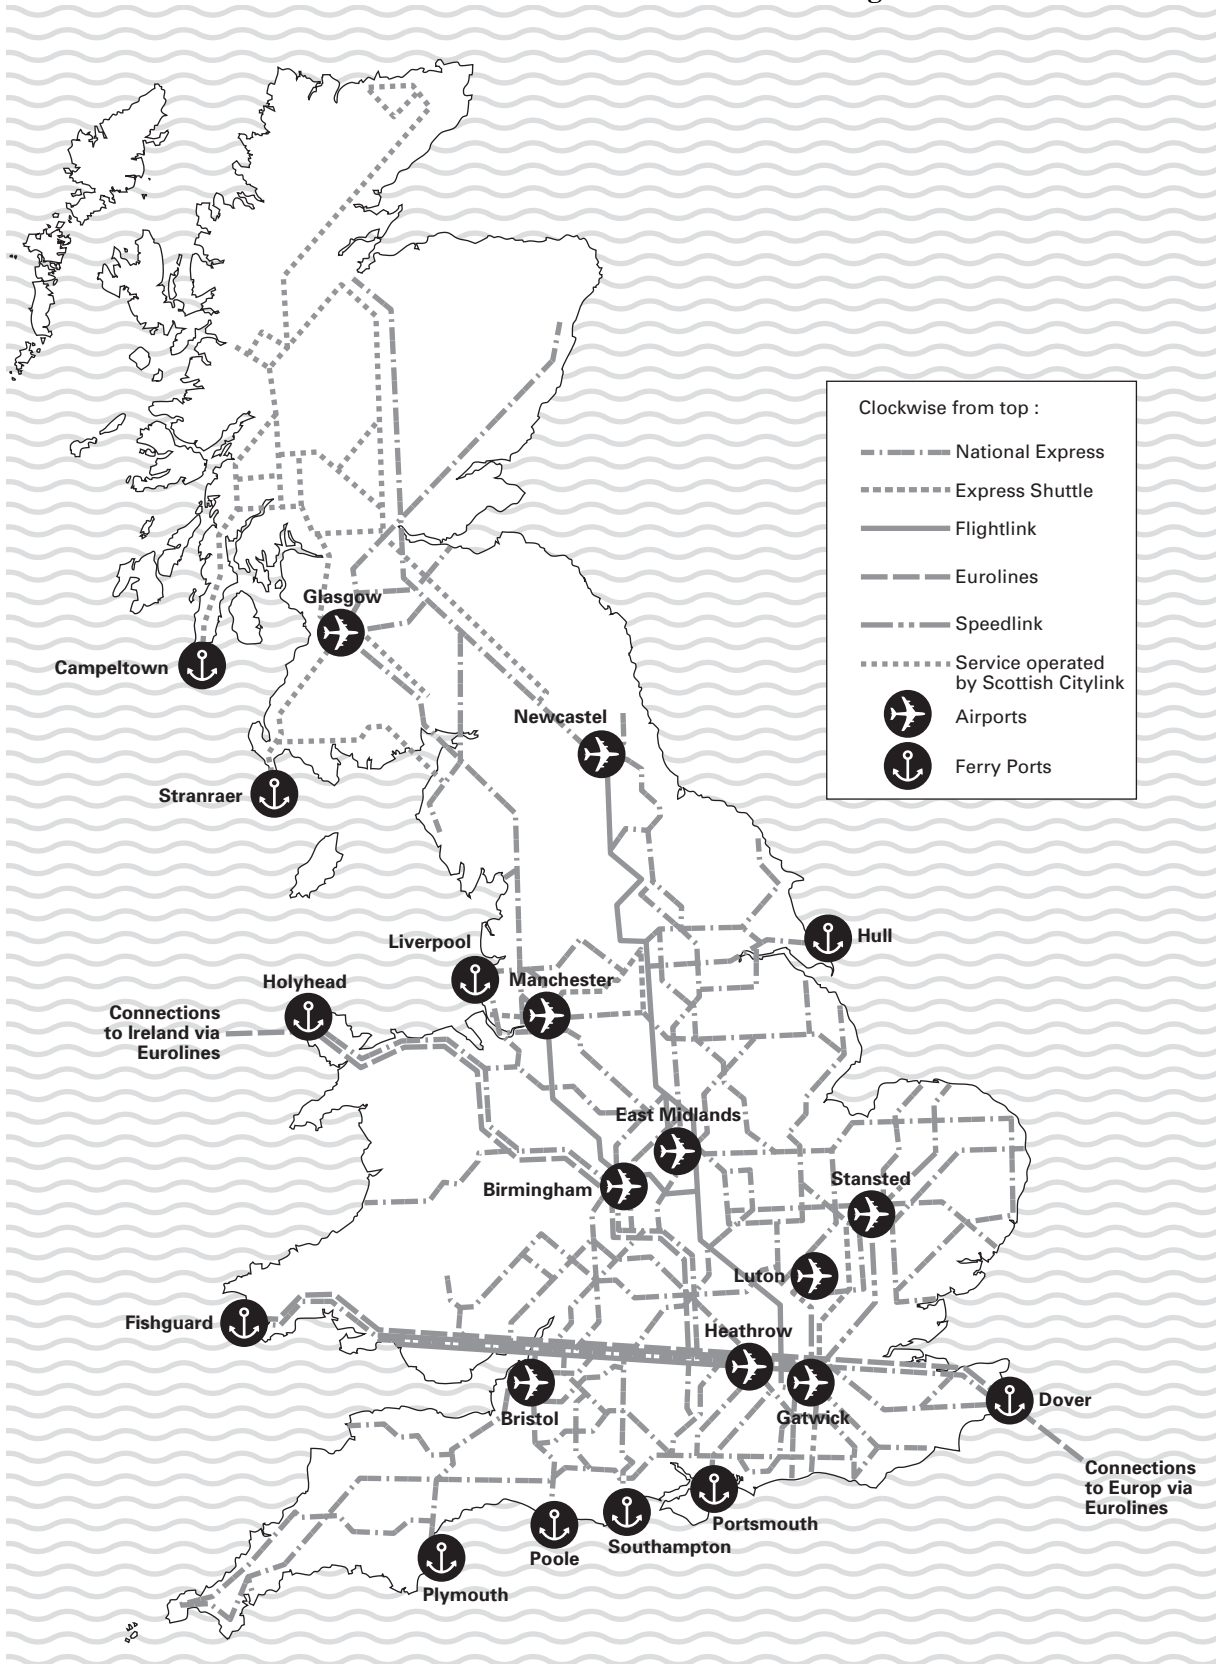 Clockwise from top :
National Express
Express Shuttle
Flightlink
Eurolines
Speedlink
Service operated
by Scottish Citylink
Airports
Ferry Ports
Glasgow
Campeltown
Newcastel
Stranraer
Hull
Liverpool
Manchester
Holyhead
Connections
to Ireland via
Eurolines
East Midlands
Stansted
Birmingham
Luton
Fishguard
Heathrow
Dover
Bristol
Gatwick
Connections
to Europ via
Eurolines
Portsmouth
Southampton
Poole
Plymouth